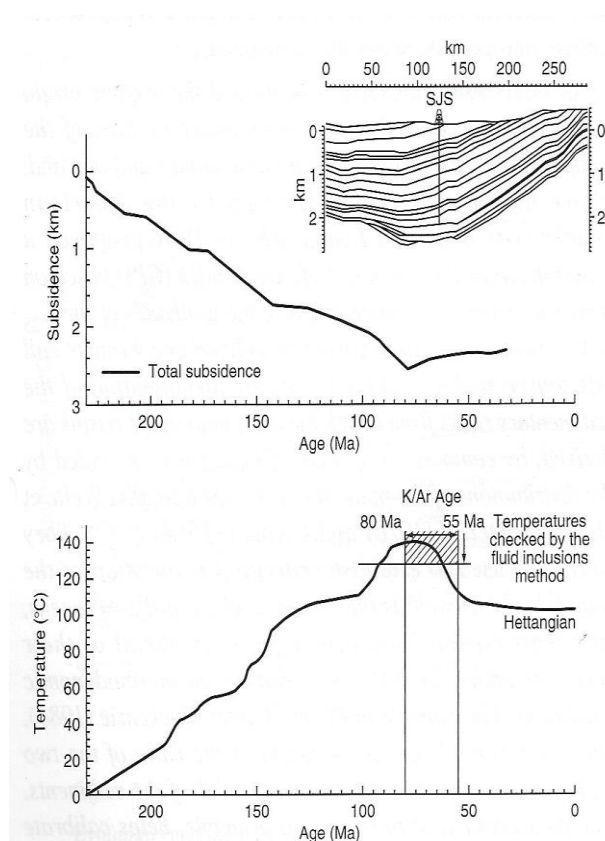 km
0 50 100 150 200 250
SJS
0
1
2
km
0
1
2
km
0
1
2
3
Subsidence (km)
Total subsidence
200 150 100 50 0
Age (Ma)
K/Ar Age
80 Ma 55 Ma
Temperatures
checked by the
fluid inclusions
method
Hettangian
140
120
100
80
60
40
20
0
Temperature (°C)
200 150 100 50 0
Age (Ma)